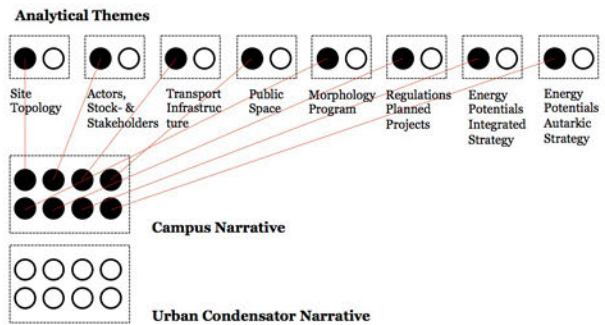 Analytical Themes
Site
Topology
Actors,
Stock- &
Stakeholders
Transport
Infrastruc
ture
Public
Space
Morphology
Program
Regulations
Planned
Projects
Energy
Potentials
Integrated
Strategy
Energy
Potentials
Autarkic
Strategy
Campus Narrative
Urban Condensator Narrative